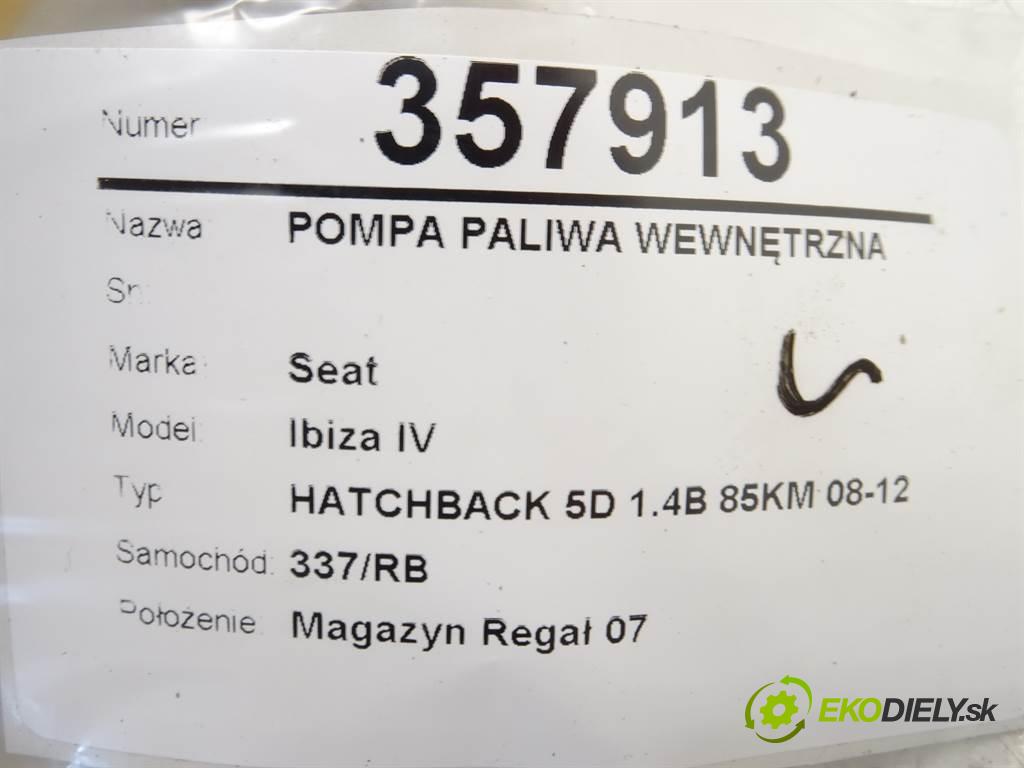 Numer 357913
Nazwa POMPA PALIWA WEWNĘTRZNA
Sn:
Marka: Seat
Model: Ibiza IV
Typ HATCHBACK 5D 1.4B 85KM 08-12
Samochód: 337/RB
Położenie: Magazyn Regał 07
EKODIELY.sk